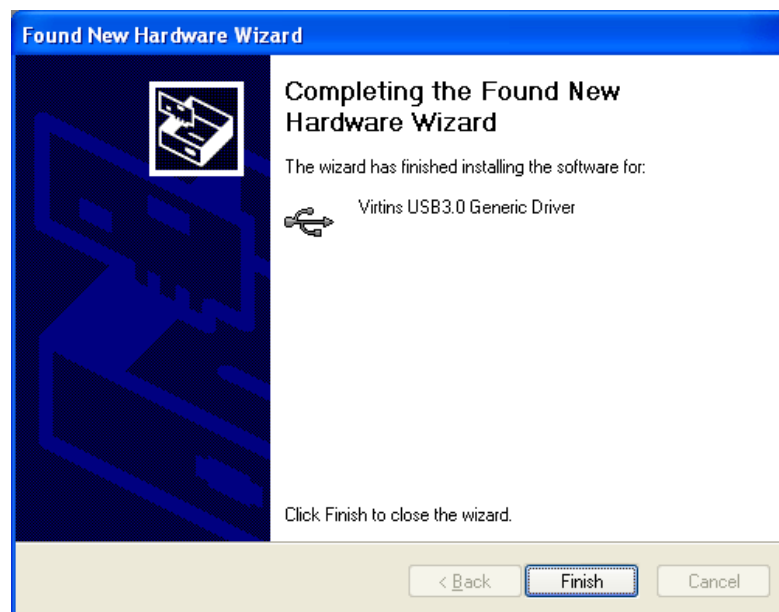 Found New Hardware Wizard
Completing the Found New
Hardware Wizard
The wizard has finished installing the software for:
Virtins USB3.0 Generic Driver
Click Finish to close the wizard.
< Back
Finish
Cancel